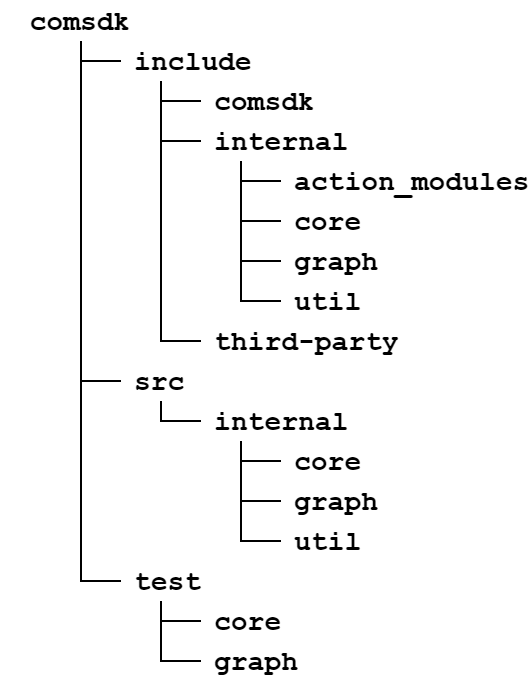 comsdk
include
comsdk
internal
action_modules
core
graph
util
third-party
src
internal
core
graph
util
test
core
graph